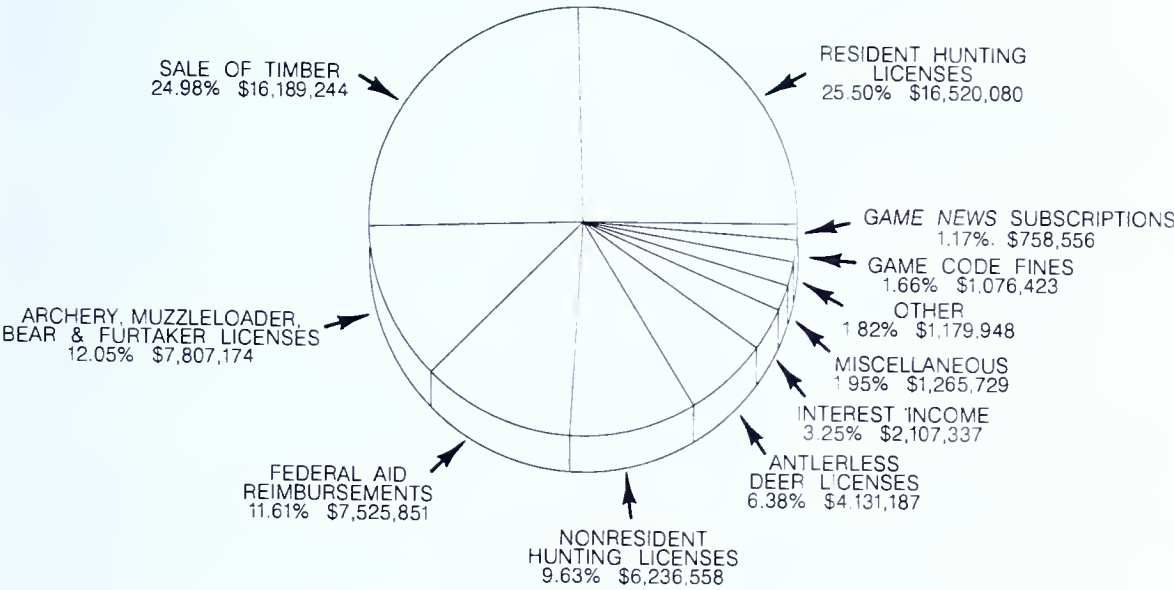 SALE OF TIMBER
24.98% $16,189,244
RESIDENT HUNTING
LICENSES
25.50% $16,520,080
GAME NEWS SUBSCRIPTIONS
1.17%. $758,556
GAME CODE FINES
1.66% $1,076,423
OTHER
1 82% $1,179,948
MISCELLANEOUS
1 95% $1,265,729
INTEREST INCOME
3.25% $2,107,337
ANTLERLESS
DEER LICENSES
6.38% $4,131,187
NONRESIDENT
HUNTING LICENSES
9.63% $6,236,558
FEDERAL AID
REIMBURSEMENTS
11.61% $7,525,851
ARCHERY, MUZZLELOADER,
BEAR & FURTAKER LICENSES
12.05% $7,807,174